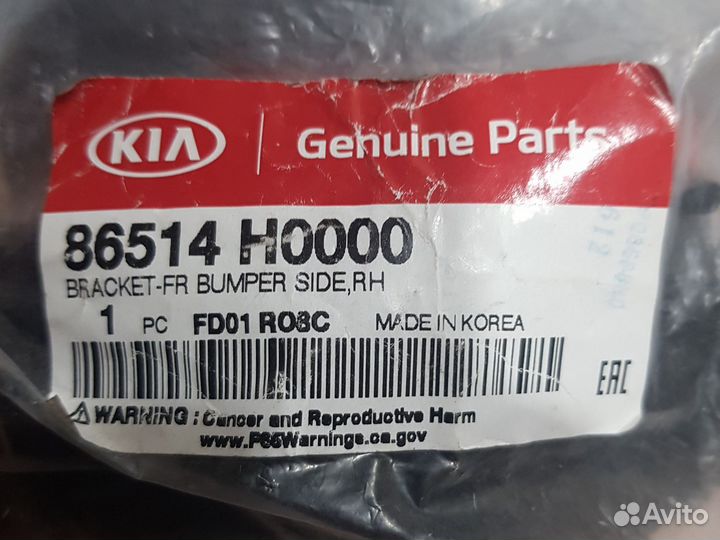 KIA
Genuine Parts
86514 H0000
BRACKET-FR BUMPER SIDE,RH
1 PC FD01 RO3C MADE IN KOREA
EAC
WARNING : Cancer and Reproductive Harm
www.P65Warnings.ca.gov
Avito